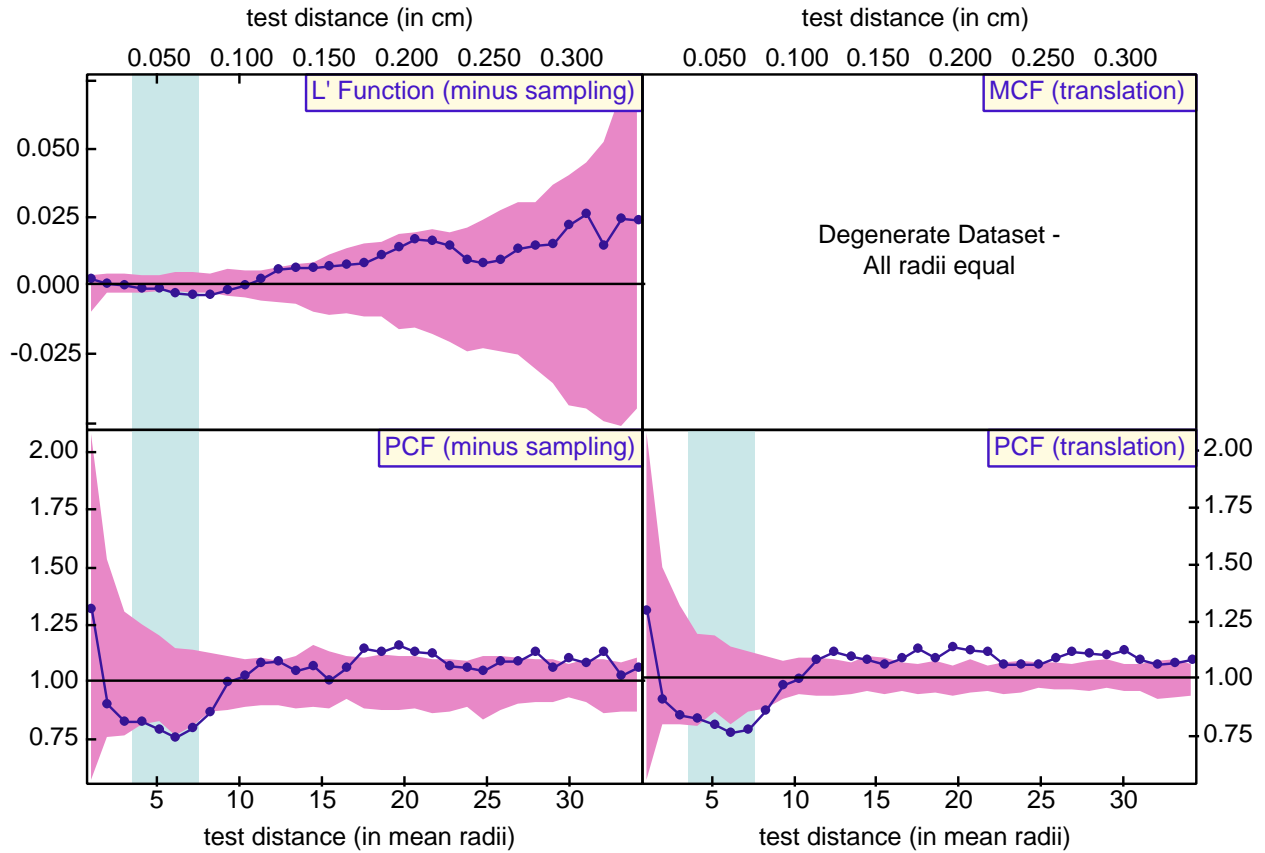 test distance (in cm)
test distance (in cm)
0.050 0.100 0.150 0.200 0.250 0.300
0.050 0.100 0.150 0.200 0.250 0.300
L' Function (minus sampling)
MCF (translation)
0.050
0.025
0.000
-0.025
Degenerate Dataset -
All radii equal
PCF (minus sampling)
PCF (translation)
2.00
1.75
1.50
1.25
1.00
0.75
2.00
1.75
1.50
1.25
1.00
0.75
5 10 15 20 25 30
5 10 15 20 25 30
test distance (in mean radii)
test distance (in mean radii)